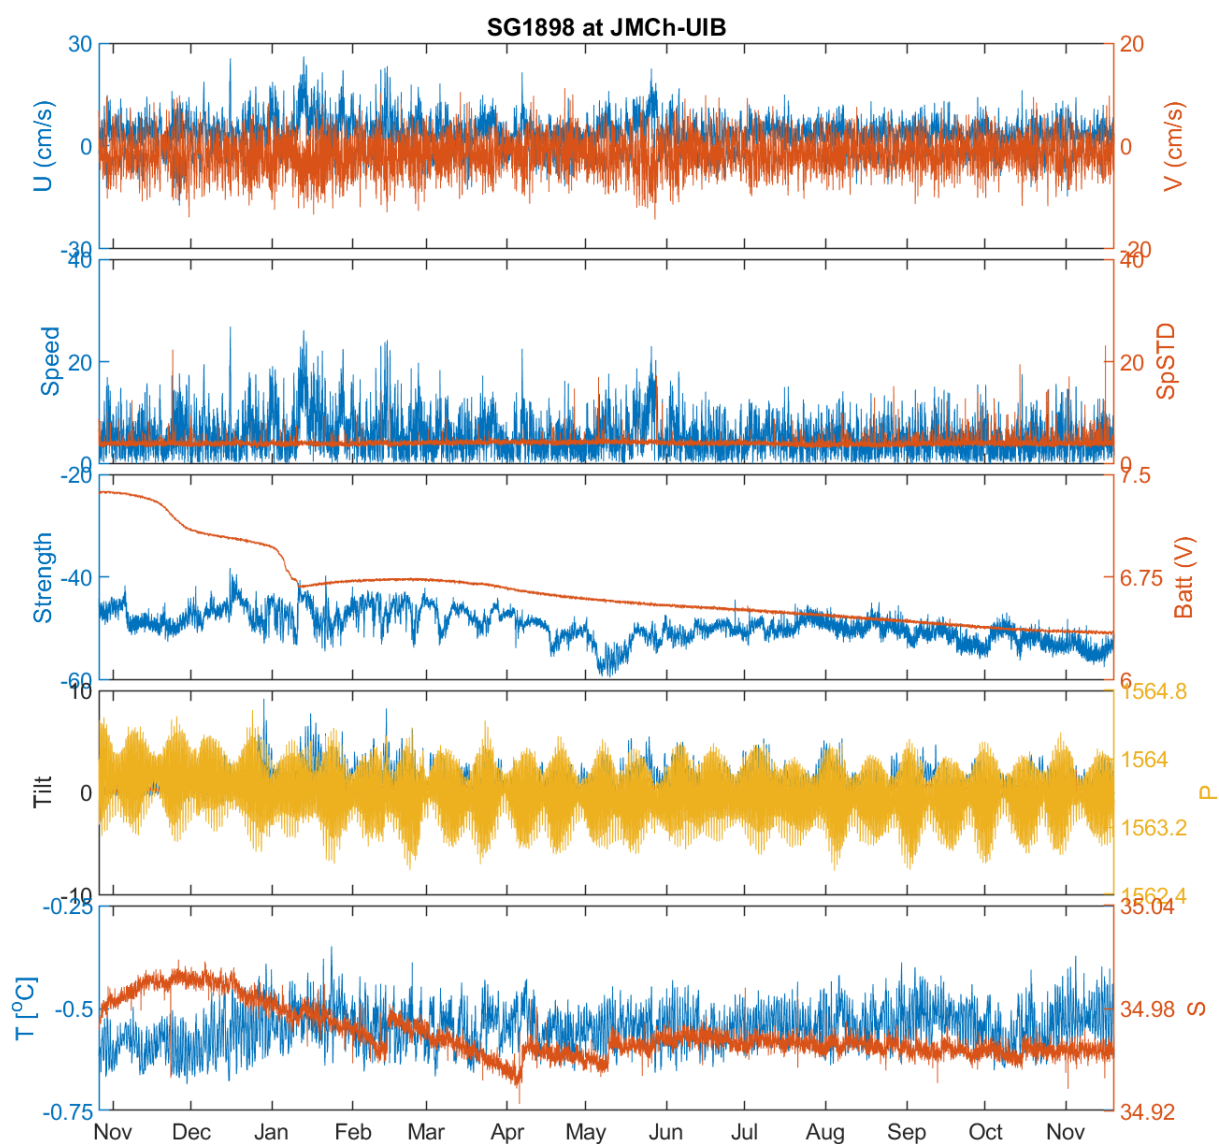 SG1898 at JMCh-UIB
30
20
U (cm/s)
0
0
V (cm/s)
-30
-20
40
40
Speed
20
20
SpSTD
0
0
-20
7.5
Strength
-40
6.75
Batt (V)
-60
6
10
1564.8
1564
Tilt
0
P
1563.2
-10
1562.4
-0.25
35.04
T [°C]
-0.5
34.98
S
-0.75
34.92
Nov Dec Jan Feb Mar Apr May Jun Jul Aug Sep Oct Nov